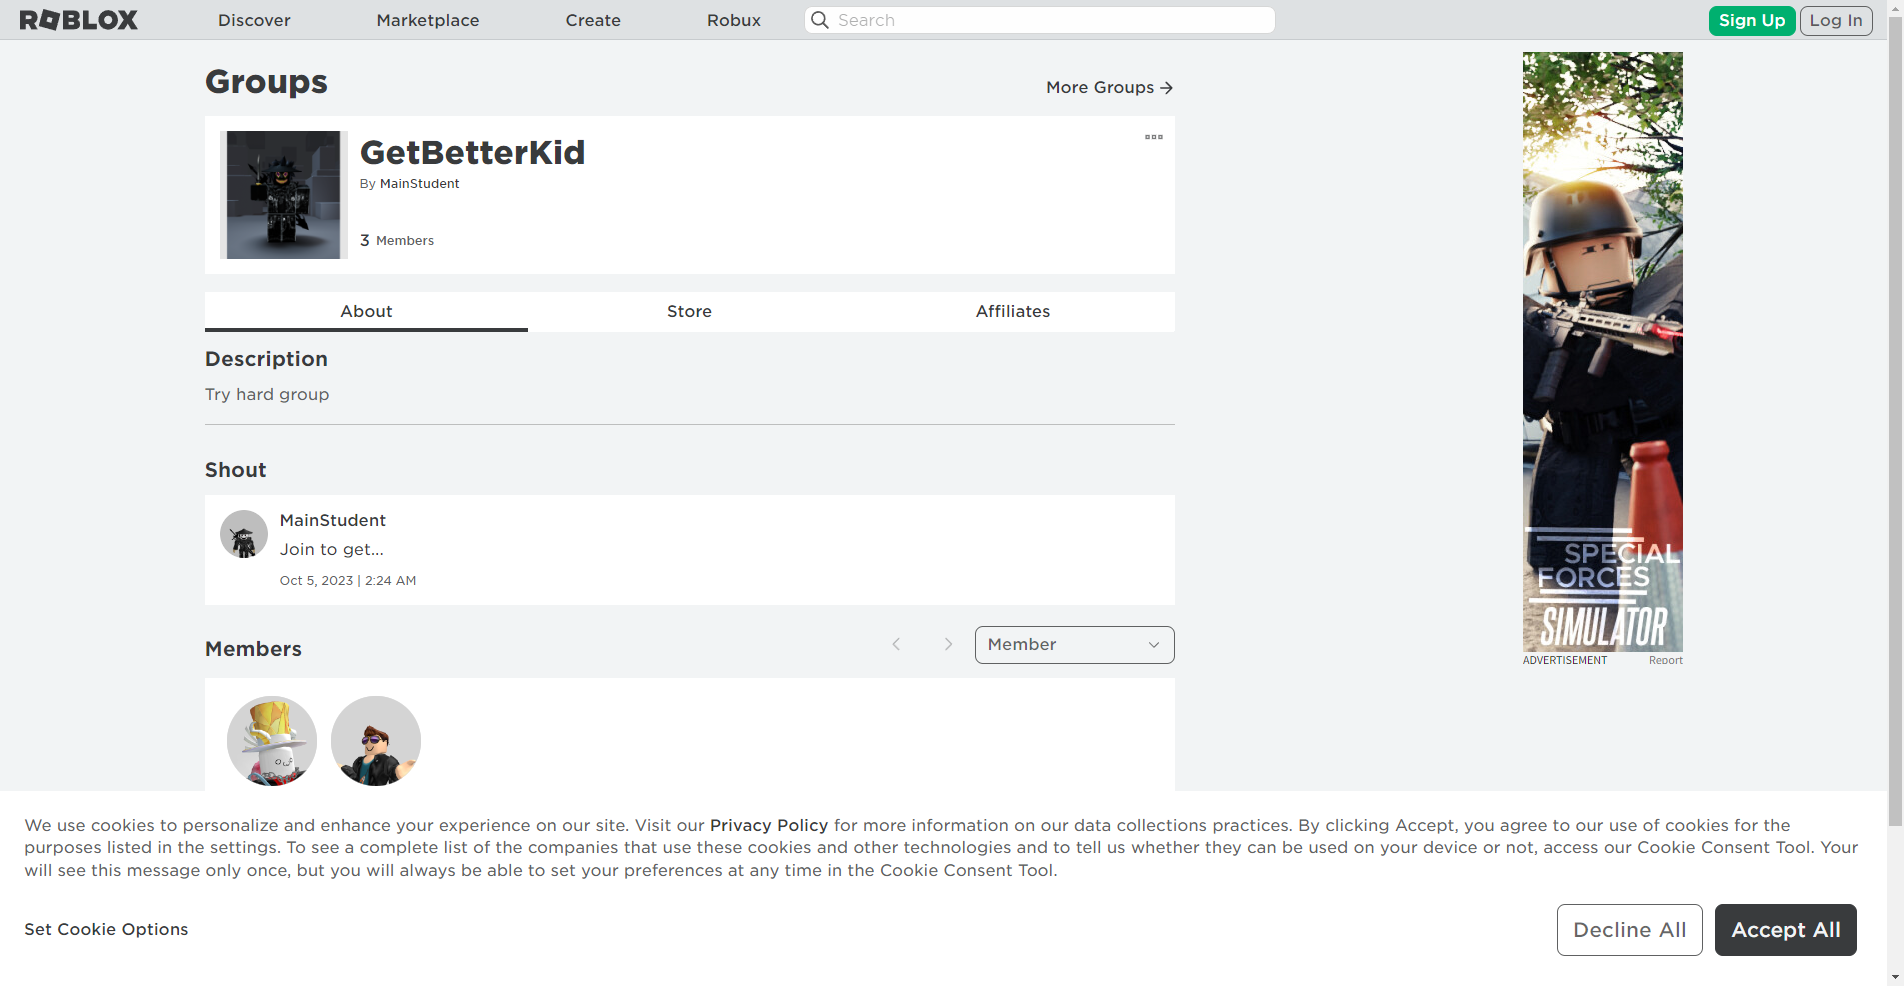 ROBLOX
Discover
Marketplace
Create
Robux
Search
Sign Up
Log In
Groups
More Groups
GetBetterKid
By MainStudent
3 Members
About
Store
Affiliates
Description
Try hard group
Shout
MainStudent
Join to get...
Oct 5, 2023 | 2:24 AM
Members
Member
SPECIAL
FORCES
SIMULATOR
ADVERTISEMENT
Report
We use cookies to personalize and enhance your experience on our site. Visit our Privacy Policy for more information on our data collections practices. By clicking Accept, you agree to our use of cookies for the
purposes listed in the settings. To see a complete list of the companies that use these cookies and other technologies and to tell us whether they can be used on your device or not, access our Cookie Consent Tool. Your
will see this message only once, but you will always be able to set your preferences at any time in the Cookie Consent Tool.
Set Cookie Options
Decline All
Accept All